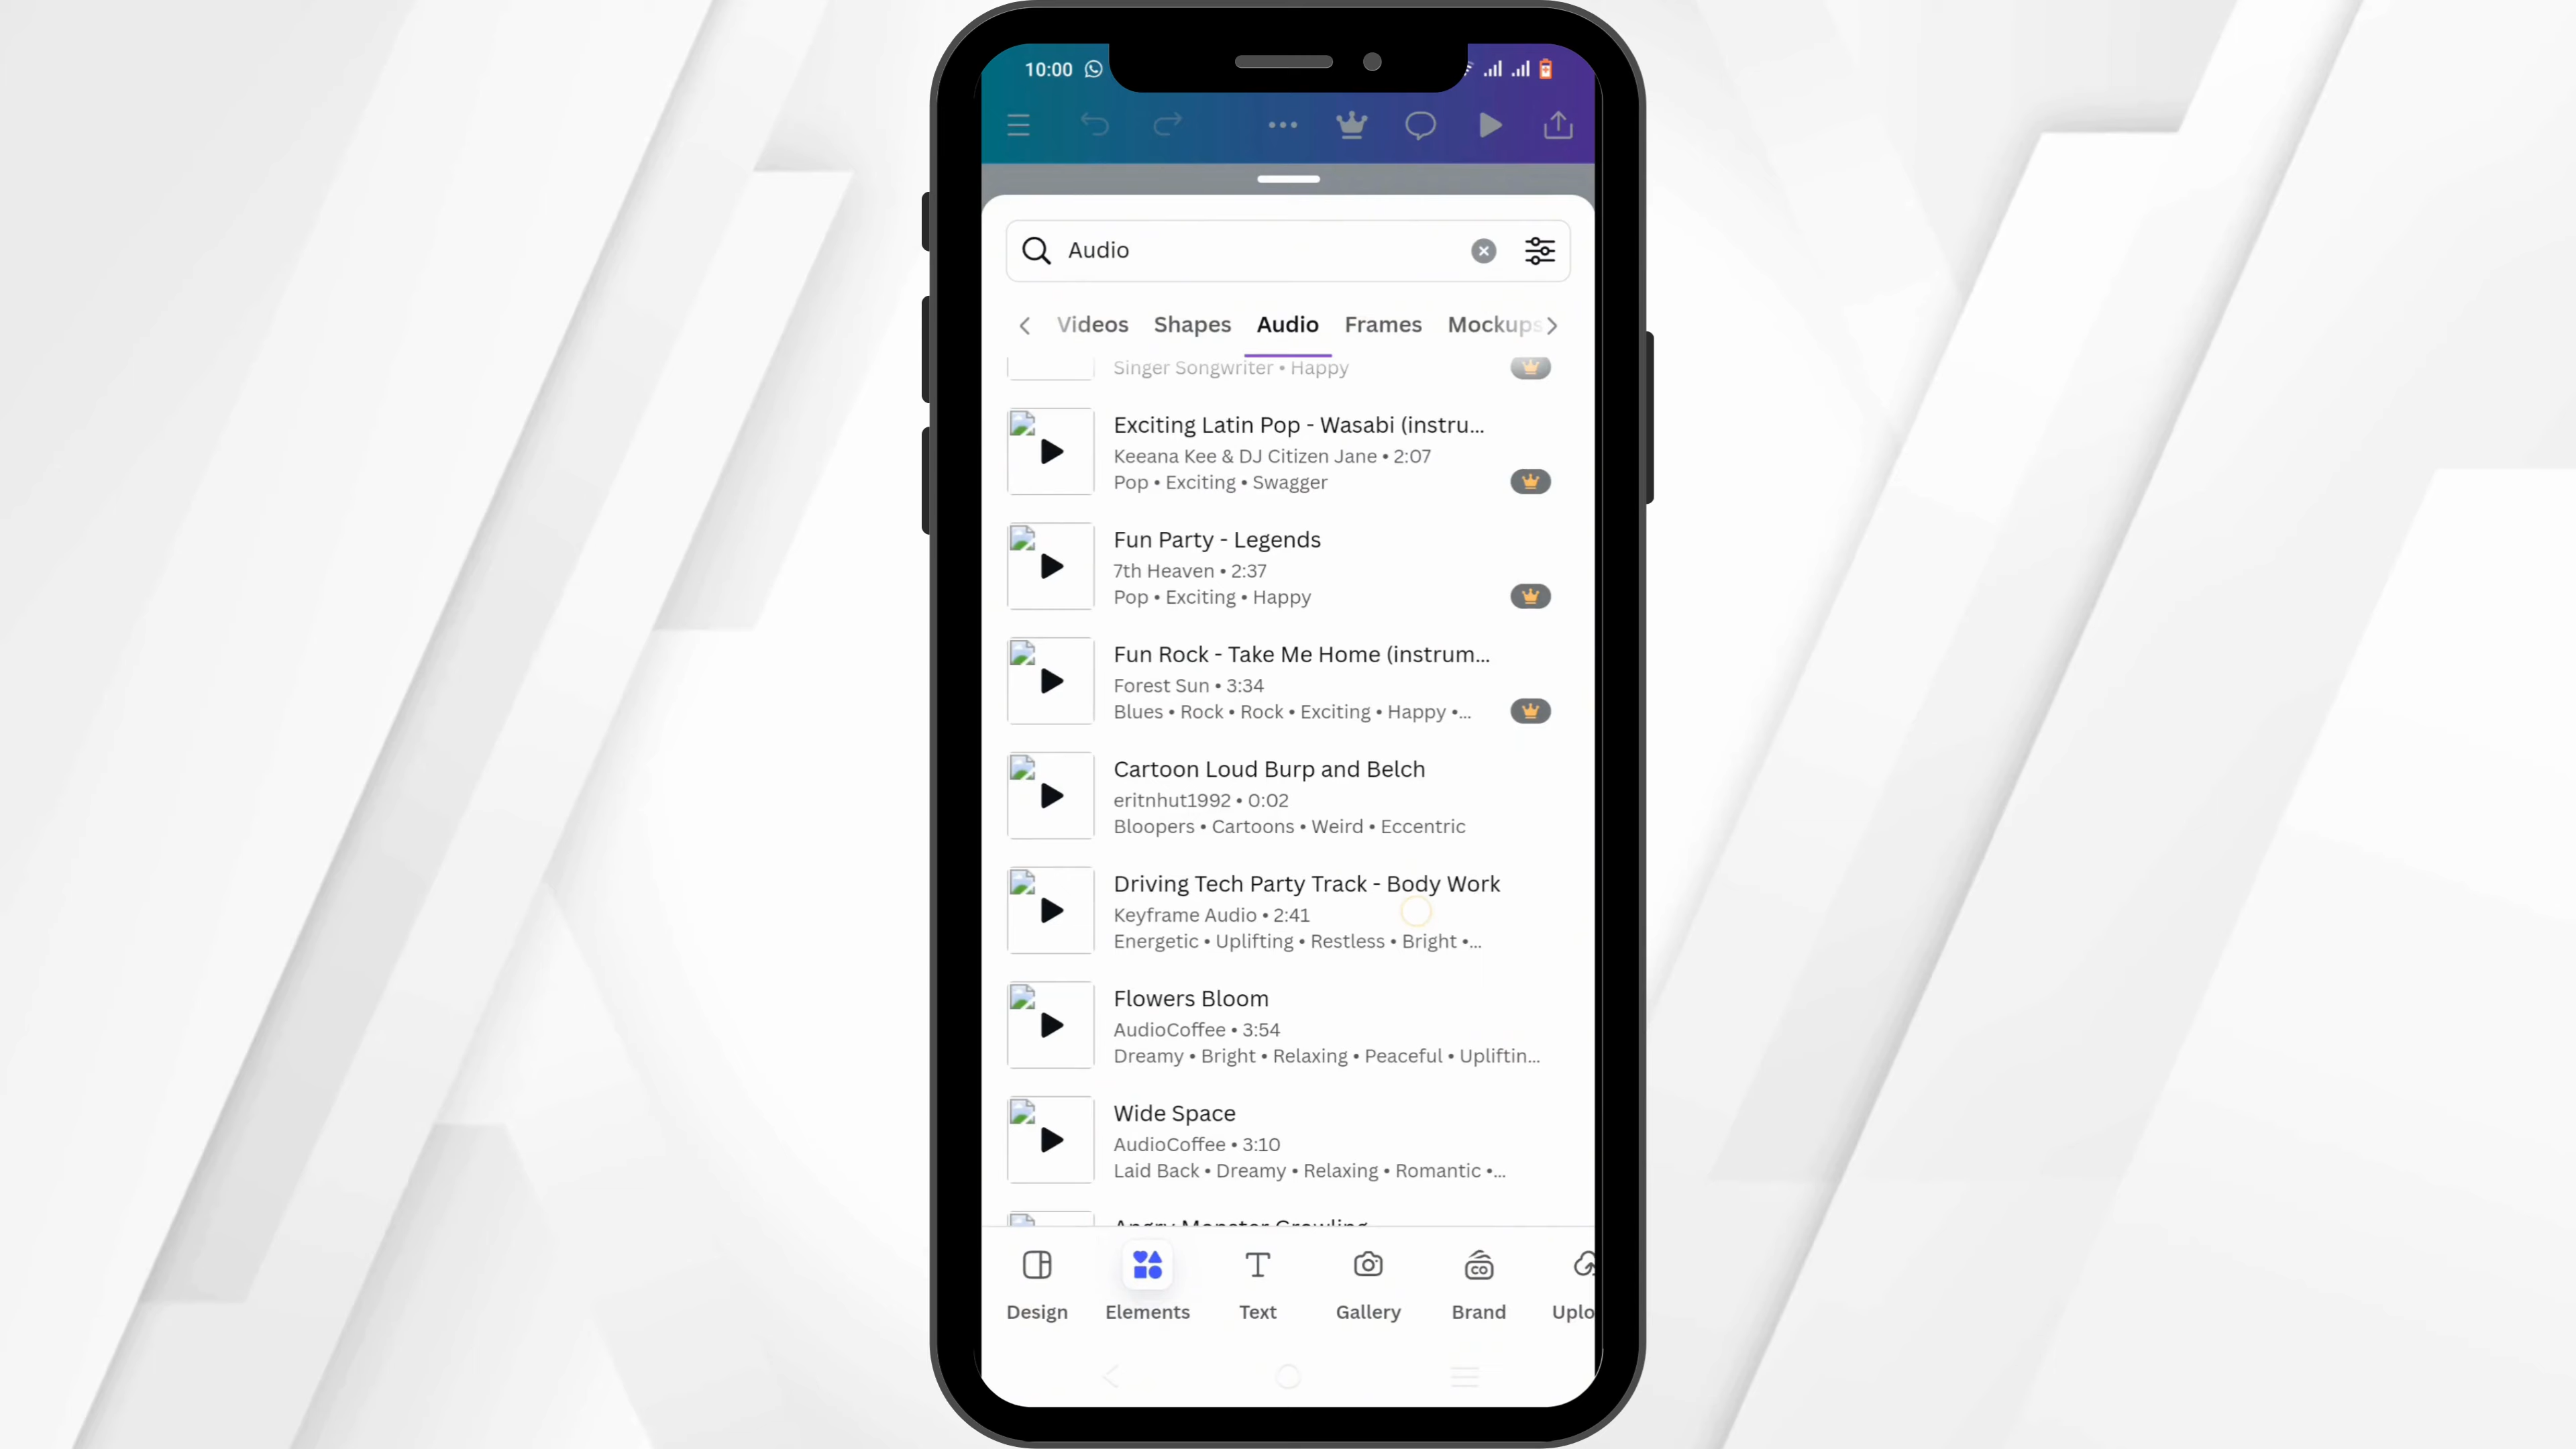 10:00
Audio
Videos Shapes Audio Frames Mockups
Singer Songwriter • Happy
Exciting Latin Pop - Wasabi (instru...
Keeana Kee & DJ Citizen Jane • 2:07
Pop • Exciting • Swagger
Fun Party - Legends
7th Heaven • 2:37
Pop • Exciting • Happy
Fun Rock - Take Me Home (instrum...
Forest Sun • 3:34
Blues • Rock • Rock • Exciting • Happy •...
Cartoon Loud Burp and Belch
eritnhut1992 • 0:02
Bloopers • Cartoons • Weird • Eccentric
Driving Tech Party Track - Body Work
Keyframe Audio • 2:41
Energetic • Uplifting • Restless • Bright •...
Flowers Bloom
AudioCoffee • 3:54
Dreamy • Bright • Relaxing • Peaceful • Upliftin...
Wide Space
AudioCoffee • 3:10
Laid Back • Dreamy • Relaxing • Romantic •...
Angry Monster Growling
CO
Design Elements Text Gallery Brand Uplo